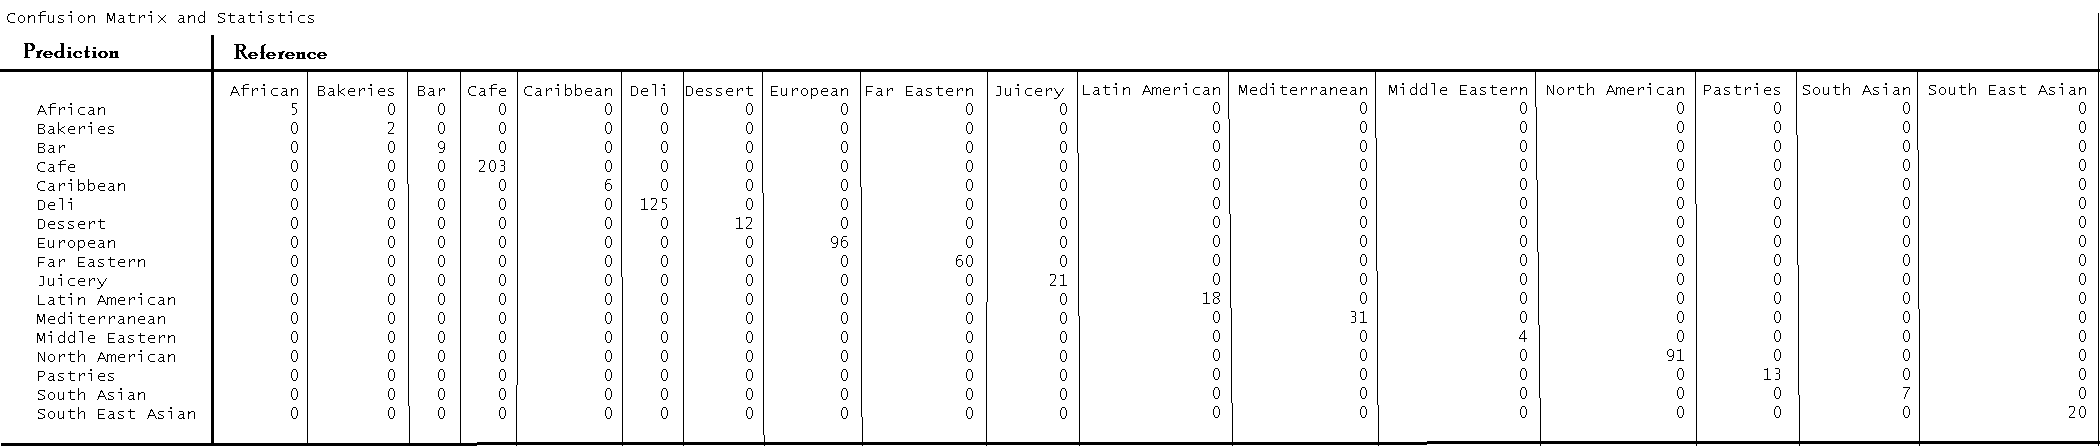 Confusion Matrix and Statistics
Prediction Reference
African Bakeries Bar Cafe Caribbean Deli Dessert European Far Eastern Juicery Latin American Mediterranean Middle Eastern North American Pastries South Asian South East Asian
African 5 0 0 0 0 0 0 0 0 0 0 0 0 0 0 0 0
Bakeries 0 2 0 0 0 0 0 0 0 0 0 0 0 0 0 0 0
Bar 0 0 9 0 0 0 0 0 0 0 0 0 0 0 0 0 0
Cafe 0 0 0 203 0 0 0 0 0 0 0 0 0 0 0 0 0
Caribbean 0 0 0 0 6 0 0 0 0 0 0 0 0 0 0 0 0
Deli 0 0 0 0 0 125 0 0 0 0 0 0 0 0 0 0 0
Dessert 0 0 0 0 0 0 12 0 0 0 0 0 0 0 0 0 0
European 0 0 0 0 0 0 0 96 0 0 0 0 0 0 0 0 0
Far Eastern 0 0 0 0 0 0 0 0 60 0 0 0 0 0 0 0 0
Juicery 0 0 0 0 0 0 0 0 0 21 0 0 0 0 0 0 0
Latin American 0 0 0 0 0 0 0 0 0 0 18 0 0 0 0 0 0
Mediterranean 0 0 0 0 0 0 0 0 0 0 0 31 0 0 0 0 0
Middle Eastern 0 0 0 0 0 0 0 0 0 0 0 0 4 0 0 0 0
North American 0 0 0 0 0 0 0 0 0 0 0 0 0 91 0 0 0
Pastries 0 0 0 0 0 0 0 0 0 0 0 0 0 0 13 0 0
South Asian 0 0 0 0 0 0 0 0 0 0 0 0 0 0 0 7 0
South East Asian 0 0 0 0 0 0 0 0 0 0 0 0 0 0 0 0 20